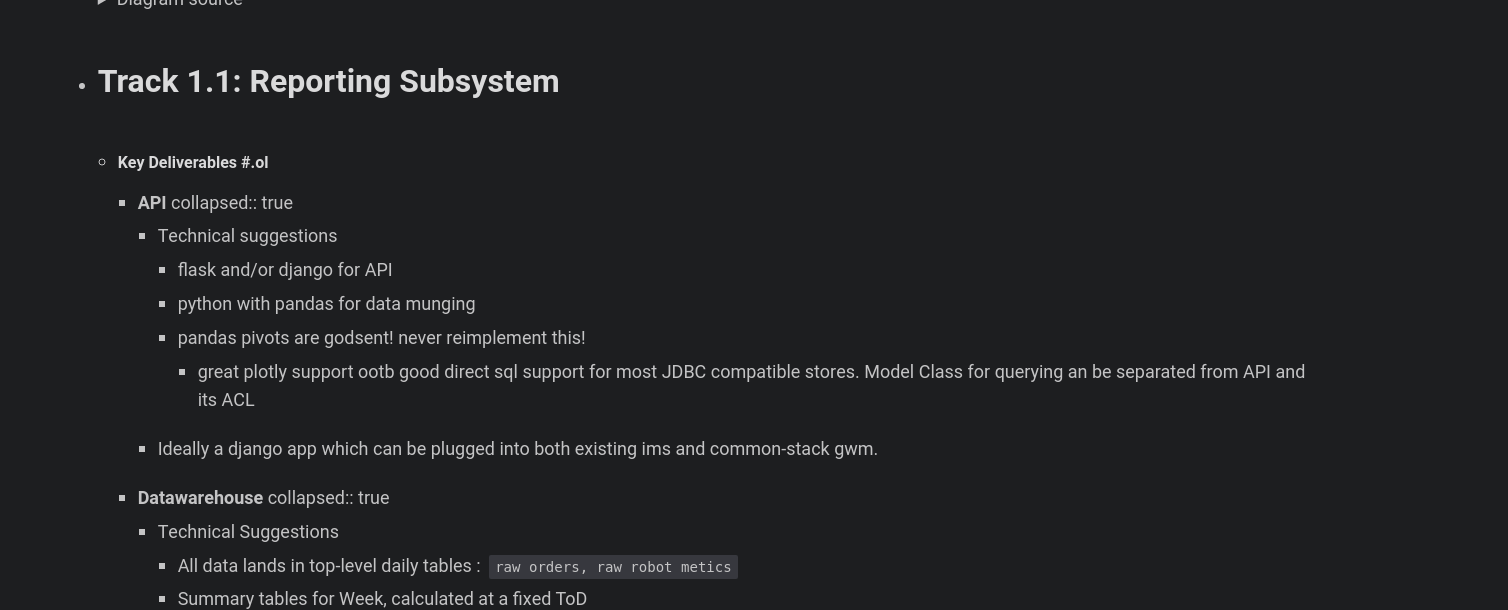 Diagram source
Track 1.1: Reporting Subsystem
Key Deliverables #.ol
API collapsed:: true
Technical suggestions
flask and/or django for API
python with pandas for data munging
pandas pivots are godsent! never reimplement this!
great plotly support ootb good direct sql support for most JDBC compatible stores. Model Class for querying an be separated from API and
its ACL
Ideally a django app which can be plugged into both existing ims and common-stack gwm.
Datawarehouse collapsed:: true
Technical Suggestions
All data lands in top-level daily tables : raw orders, raw robot metics
Summary tables for Week, calculated at a fixed ToD